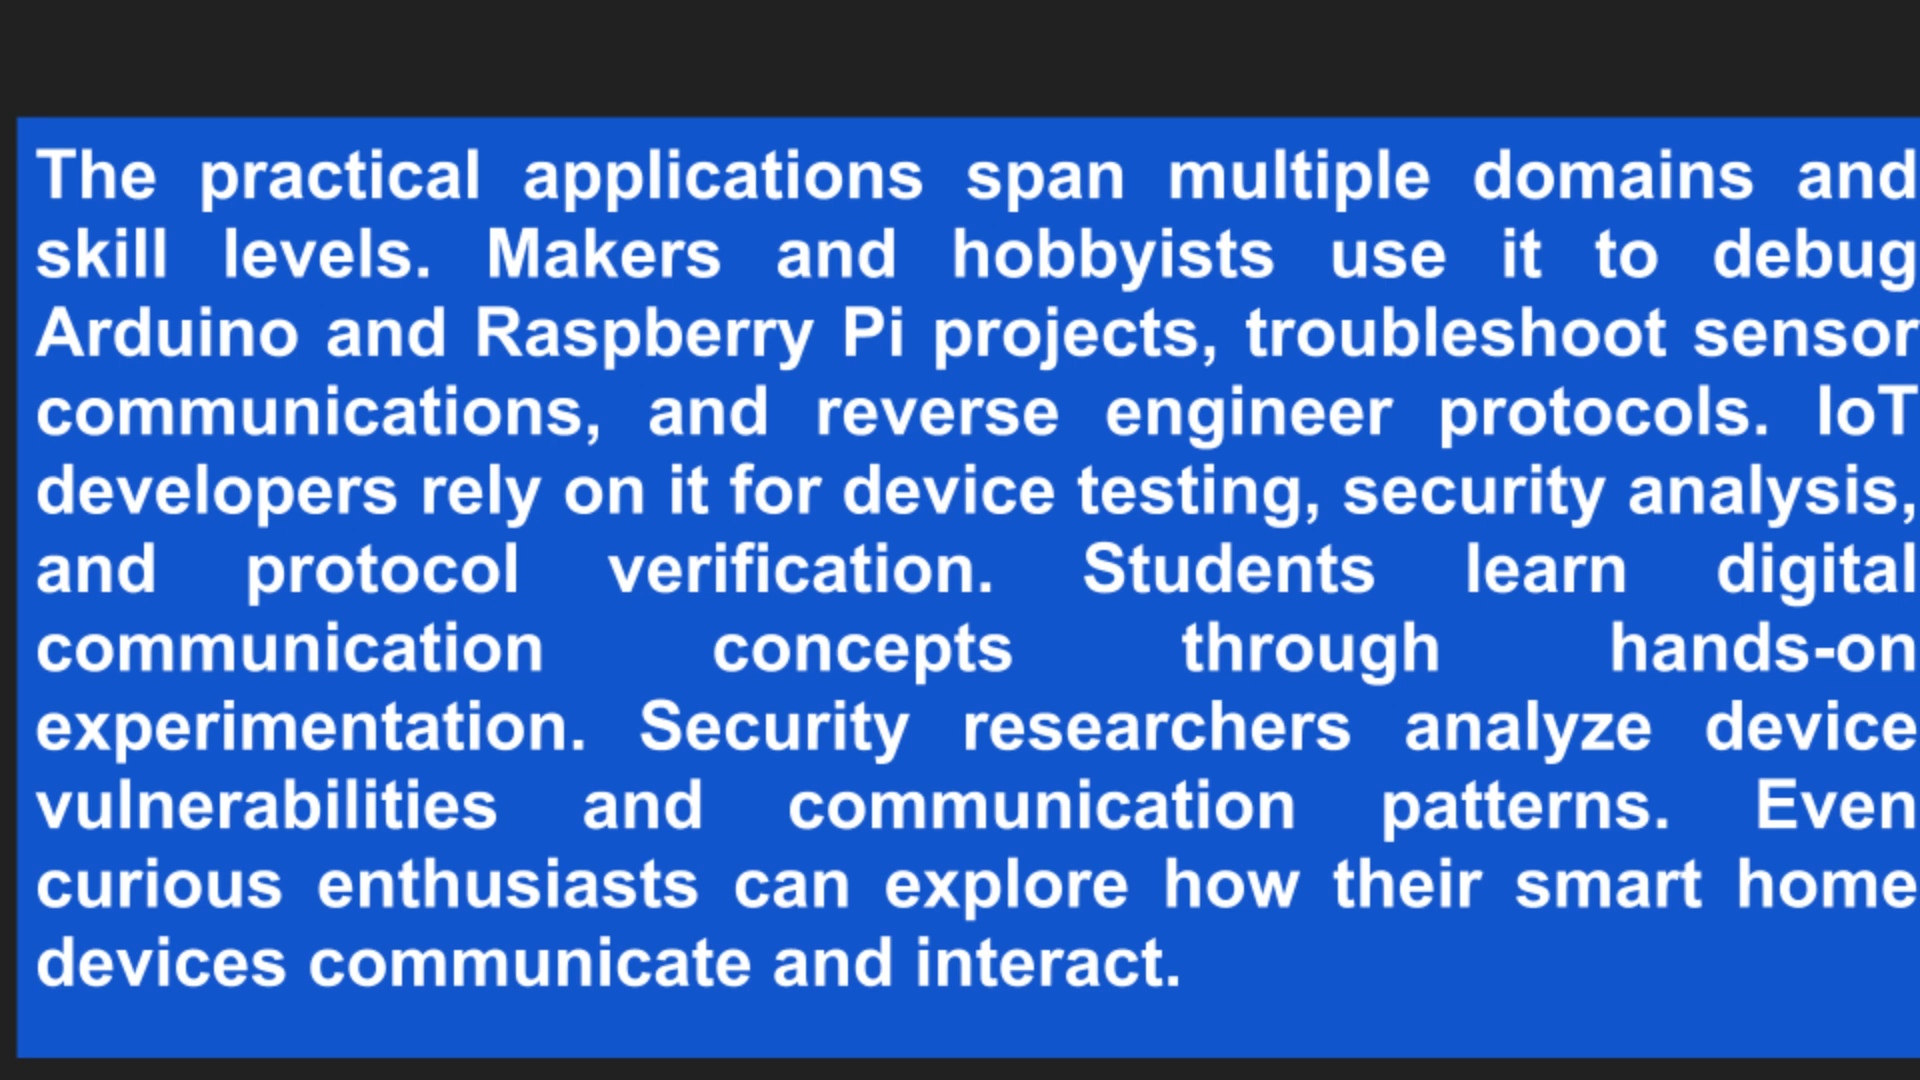 The practical applications span multiple domains and
skill levels. Makers and hobbyists use it to debug
Arduino and Raspberry Pi projects, troubleshoot sensor
communications, and reverse engineer protocols. IoT
developers rely on it for device testing, security analysis,
and protocol verification. Students learn digital
communication concepts through hands-on
experimentation. Security researchers analyze device
vulnerabilities and communication patterns. Even
curious enthusiasts can explore how their smart home
devices communicate and interact.